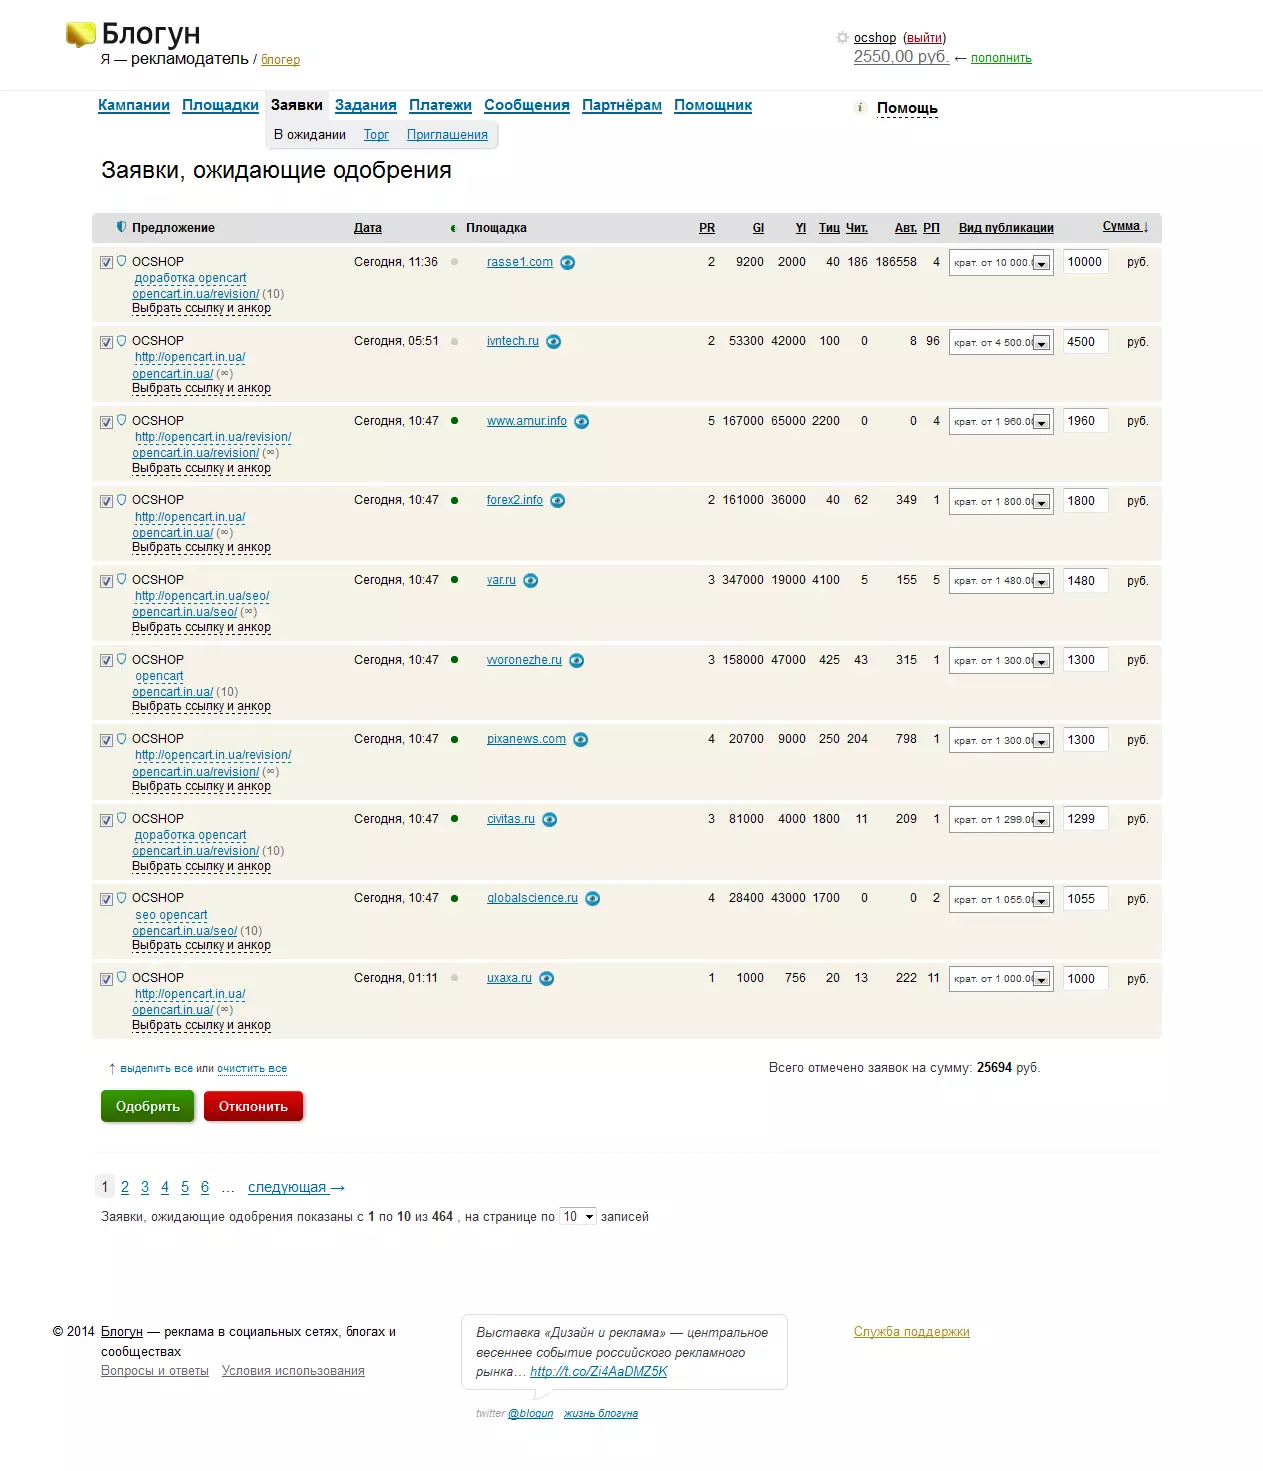 Блогун
Я — рекламодатель / блогер
ocshop (выйти)
2550,00 руб. ← пополнить
Кампании Площадки Заявки Задания Платежи Сообщения Партнёрам Помощник
i Помощь
В ожидании Торг Приглашения
Заявки, ожидающие одобрения
Предложение Дата Площадка PR GI YI Тиц Чит. Авт. РП Вид публикации Сумма ↓
OCSHOP Сегодня, 11:36 rasse1.com 2 9200 2000 40 186 186558 4 крат. от 10 000. 10000 руб.
доработка opencart
opencart.in.ua/revision/ (10)
Выбрать ссылку и анкор
OCSHOP Сегодня, 05:51 ivntech.ru 2 53300 42000 100 0 8 96 крат. от 4 500.00 4500 руб.
http://opencart.in.ua/
opencart.in.ua/ (∞)
Выбрать ссылку и анкор
OCSHOP Сегодня, 10:47 www.amur.info 5 167000 65000 2200 0 0 4 крат. от 1 960.00 1960 руб.
http://opencart.in.ua/revision/
opencart.in.ua/revision/ (∞)
Выбрать ссылку и анкор
OCSHOP Сегодня, 10:47 forex2.info 2 161000 36000 40 62 349 1 крат. от 1 800.00 1800 руб.
http://opencart.in.ua/
opencart.in.ua/ (∞)
Выбрать ссылку и анкор
OCSHOP Сегодня, 10:47 yar.ru 3 347000 19000 4100 5 155 5 крат. от 1 480.00 1480 руб.
http://opencart.in.ua/seo/
opencart.in.ua/seo/ (∞)
Выбрать ссылку и анкор
OCSHOP Сегодня, 10:47 vvoronezhe.ru 3 158000 47000 425 43 315 1 крат. от 1 300.00 1300 руб.
opencart
opencart.in.ua/ (10)
Выбрать ссылку и анкор
OCSHOP Сегодня, 10:47 pixanews.com 4 20700 9000 250 204 798 1 крат. от 1 300.00 1300 руб.
http://opencart.in.ua/revision/
opencart.in.ua/revision/ (∞)
Выбрать ссылку и анкор
OCSHOP Сегодня, 10:47 civitas.ru 3 81000 4000 1800 11 209 1 крат. от 1 299.00 1299 руб.
доработка opencart
opencart.in.ua/revision/ (10)
Выбрать ссылку и анкор
OCSHOP Сегодня, 10:47 globalscience.ru 4 28400 43000 1700 0 0 2 крат. от 1 055.00 1055 руб.
seo opencart
opencart.in.ua/seo/ (10)
Выбрать ссылку и анкор
OCSHOP Сегодня, 01:11 uxaxa.ru 1 1000 756 20 13 222 11 крат. от 1 000.00 1000 руб.
http://opencart.in.ua/
opencart.in.ua/ (∞)
Выбрать ссылку и анкор
↑ выделить все или очистить все
Всего отмечено заявок на сумму: 25694 руб.
Одобрить Отклонить
1 2 3 4 5 6 ... следующая →
Заявки, ожидающие одобрения показаны с 1 по 10 из 464 , на странице по 10 записей
© 2014 Блогун — реклама в социальных сетях, блогах и
сообществах
Вопросы и ответы Условия использования
Выставка «Дизайн и реклама» — центральное
весеннее событие российского рекламного
рынка… http://t.co/Zi4AaDMZ5K
twitter @blogun жизнь блогуна
Служба поддержки